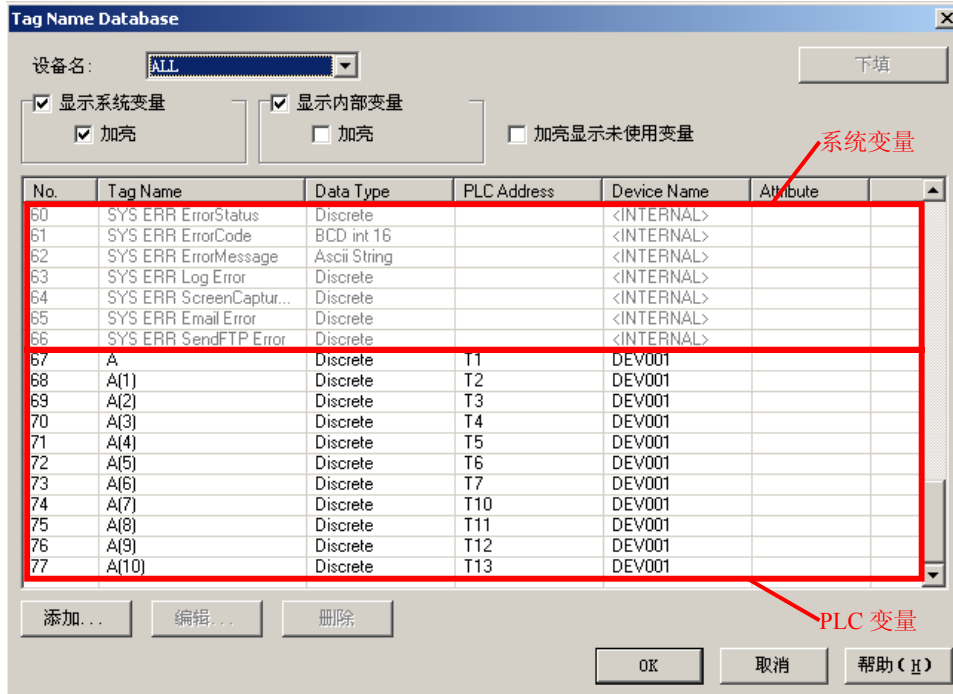 Tag Name Database
设备名: ALL 下填
显示系统变量 显示内部变量
加亮 加亮 加亮显示未使用变量
系统变量
No. Tag Name Data Type PLC Address Device Name Attribute
60 SYS ERR ErrorStatus Discrete <INTERNAL>
61 SYS ERR ErrorCode BCD int 16 <INTERNAL>
62 SYS ERR ErrorMessage Ascii String <INTERNAL>
63 SYS ERR Log Error Discrete <INTERNAL>
64 SYS ERR ScreenCaptur... Discrete <INTERNAL>
65 SYS ERR Email Error Discrete <INTERNAL>
66 SYS ERR SendFTP Error Discrete <INTERNAL>
67 A Discrete T1 DEV001
68 A(1) Discrete T2 DEV001
69 A(2) Discrete T3 DEV001
70 A(3) Discrete T4 DEV001
71 A(4) Discrete T5 DEV001
72 A(5) Discrete T6 DEV001
73 A(6) Discrete T7 DEV001
74 A(7) Discrete T10 DEV001
75 A(8) Discrete T11 DEV001
76 A(9) Discrete T12 DEV001
77 A(10) Discrete T13 DEV001
添加... 编辑... 删除
PLC 变量
OK 取消 帮助(H)